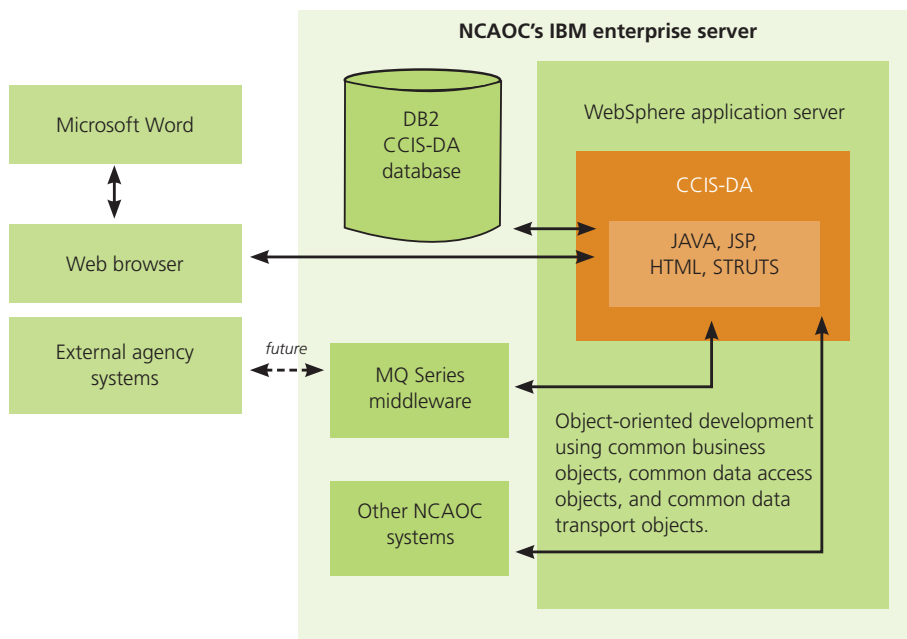 NCAOC's IBM enterprise server
Microsoft Word
Web browser
External agency
systems
future
DB2
CCIS-DA
database
MQ Series
middleware
Other NCAOC
systems
WebSphere application server
CCIS-DA
JAVA, JSP,
HTML, STRUTS
Object-oriented development
using common business
objects, common data access
objects, and common data
transport objects.